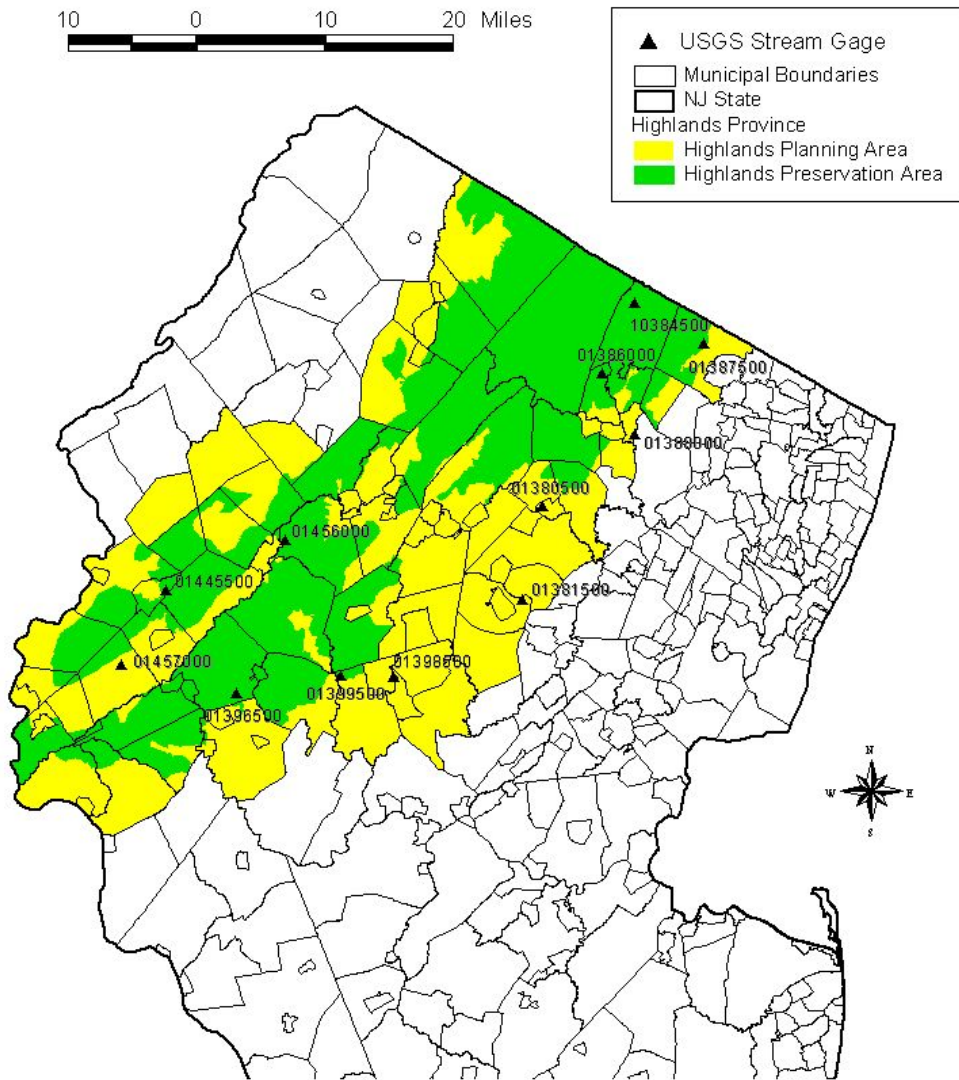 10 0 10 20 Miles
USGS Stream Gage
Municipal Boundaries
NJ State
Highlands Province
Highlands Planning Area
Highlands Preservation Area
10384500
01386000
01387500
01388000
01380500
01456000
01445500
01381500
01457000
01399500
01396500
N
W E
S